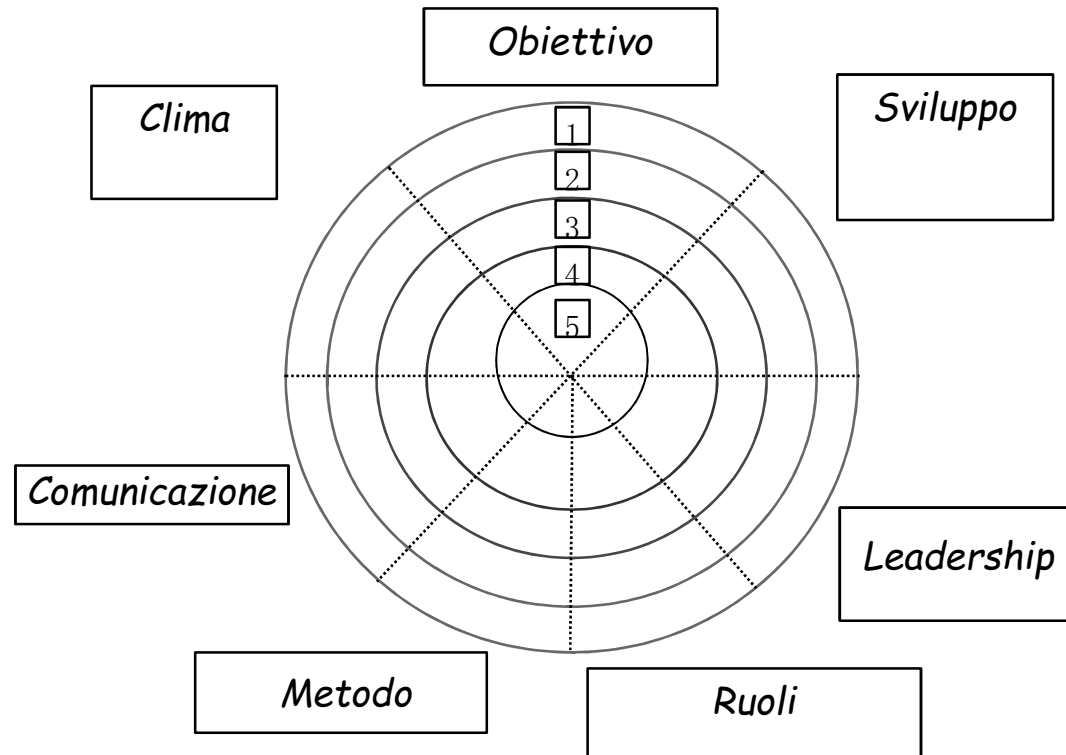 Obiettivo
Clima
Sviluppo
1
2
3
4
5
Comunicazione
Leadership
Metodo
Ruoli